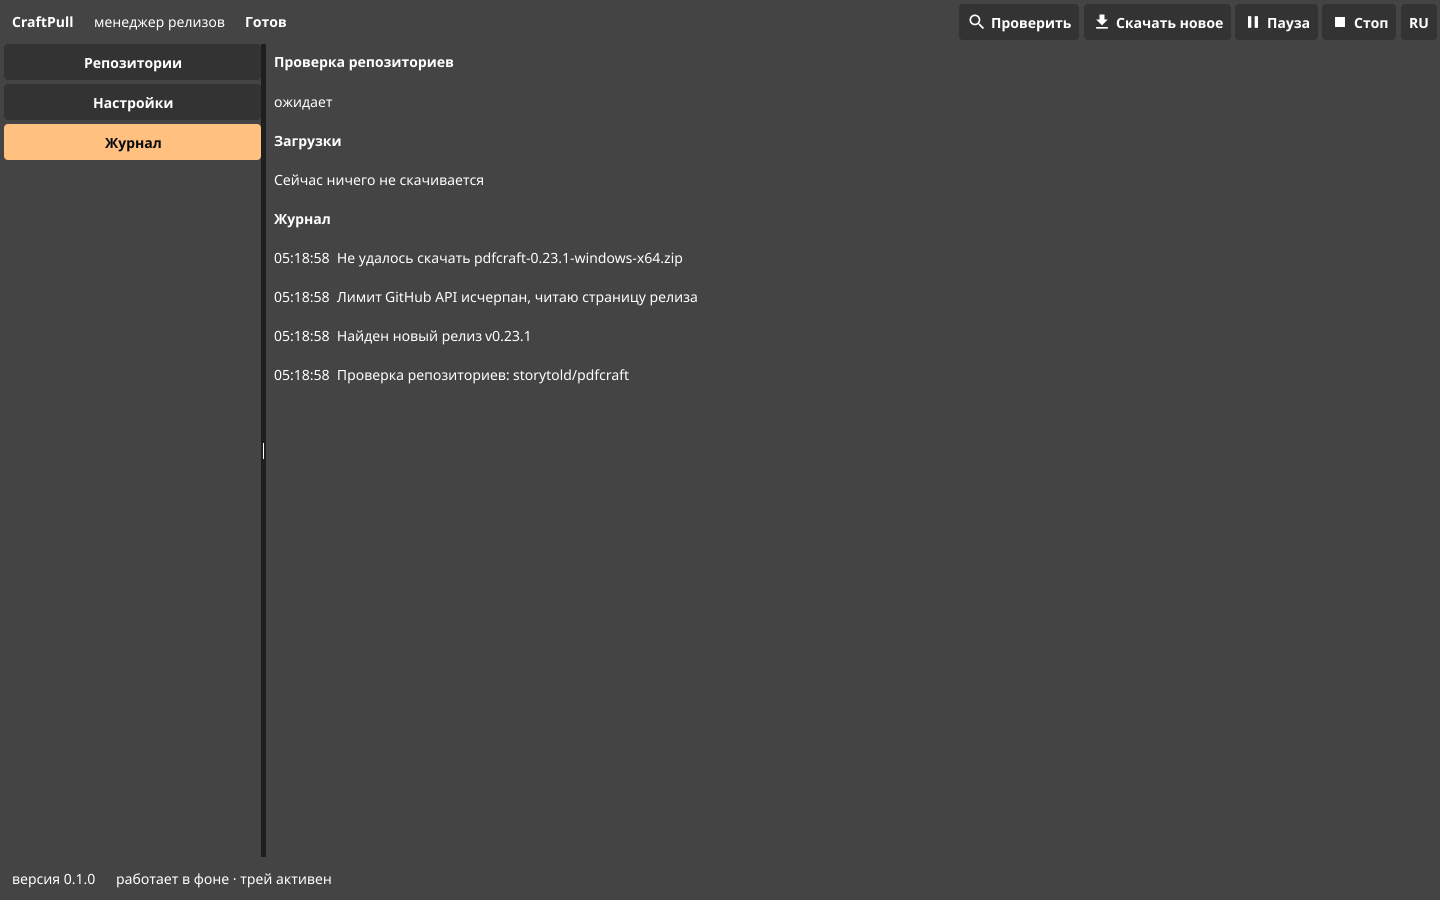 CraftPull менеджер релизов Готов Проверить Скачать новое Пауза Стоп RU
Репозитории
Настройки
Журнал
Проверка репозиториев
ожидает
Загрузки
Сейчас ничего не скачивается
Журнал
05:18:58 Не удалось скачать pdfcraft-0.23.1-windows-x64.zip
05:18:58 Лимит GitHub API исчерпан, читаю страницу релиза
05:18:58 Найден новый релиз v0.23.1
05:18:58 Проверка репозиториев: storytold/pdfcraft
версия 0.1.0 работает в фоне · трей активен